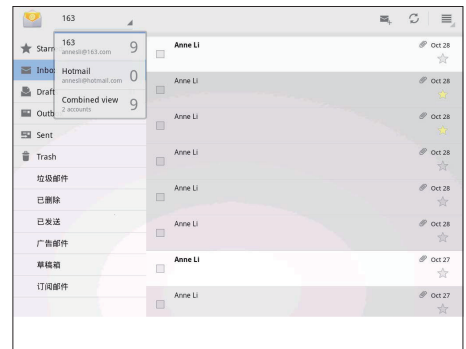 163
163
annesli@163.com
9
Hotmail
annesli@hotmail.com
0
Combined view
2 accounts
9
Starr
Inbo
Draft
Outb
Sent
Trash
垃圾邮件
已删除
已发送
广告邮件
草稿箱
订阅邮件
Anne Li
Oct 28
Anne Li
Oct 28
Anne Li
Oct 28
Anne Li
Oct 28
Anne Li
Oct 28
Anne Li
Oct 28
Anne Li
Oct 27
Anne Li
Oct 27